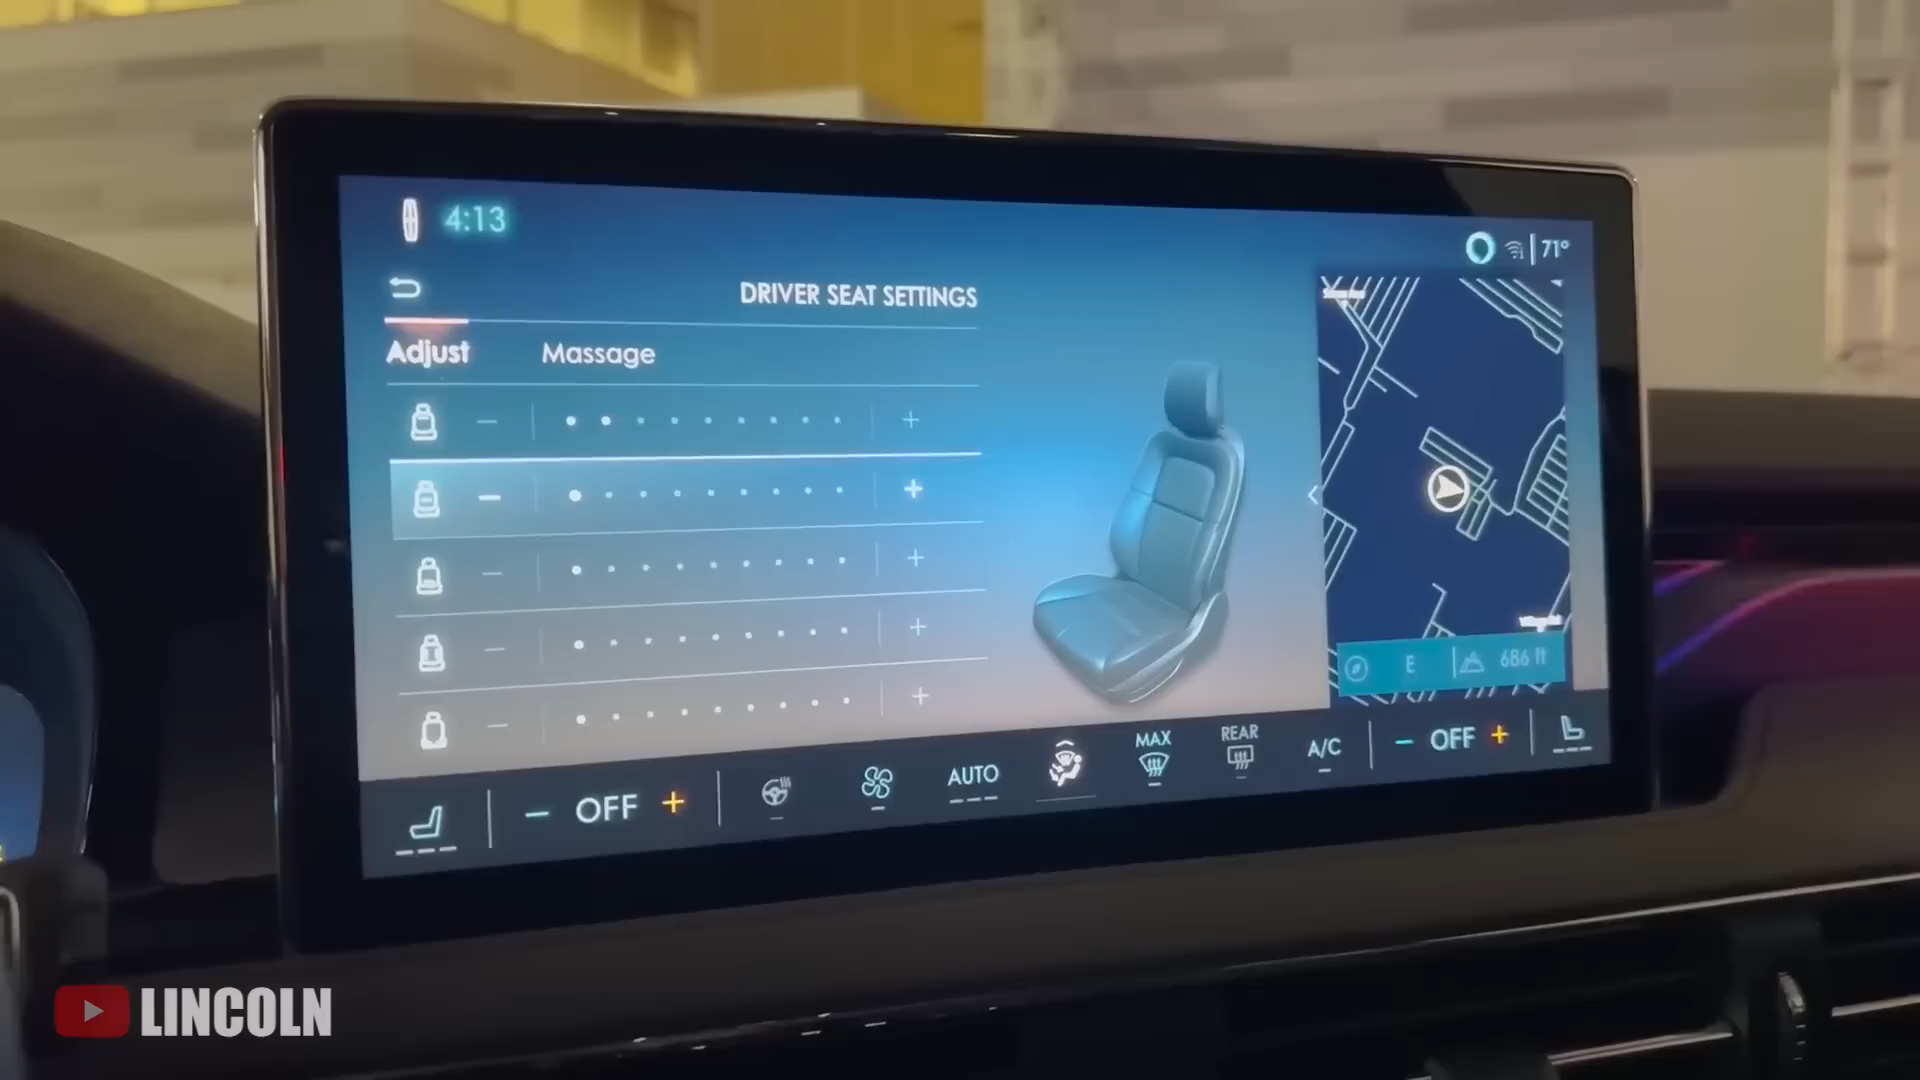 4:13
71°
DRIVER SEAT SETTINGS
Adjust
Massage
E
686 ft
OFF
AUTO
MAX
REAR
A/C
OFF
LINCOLN